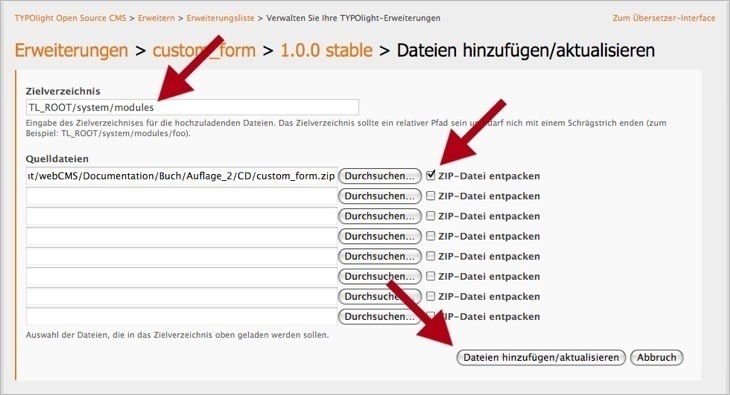 TYPOlight Open Source CMS > Erweitern > Erweiterungsliste > Verwalten Sie Ihre TYPOlight-Erweiterungen Zum Übersetzer-Interface
Erweiterungen > custom_form > 1.0.0 stable > Dateien hinzufügen/aktualisieren
Zielverzeichnis
TL_ROOT/system/modules
Eingabe des Zielverzeichnises für die hochzuladenden Dateien. Das Zielverzeichnis sollte ein relativer Pfad sein und darf nich mit einem Schrägstrich enden (zum
Beispiel: TL_ROOT/system/modules/foo).
Quelldateien
nt/webCMS/Documentation/Buch/Auflage_2/CD/custom_form.zip Durchsuchen... ZIP-Datei entpacken
Durchsuchen... ZIP-Datei entpacken
Durchsuchen... ZIP-Datei entpacken
Durchsuchen... ZIP-Datei entpacken
Durchsuchen... ZIP-Datei entpacken
Durchsuchen... ZIP-Datei entpacken
Durchsuchen... ZIP-Datei entpacken
Durchsuchen... ZIP-Datei entpacken
Auswahl der Dateien, die in das Zielverzeichnis oben geladen werden sollen.
Dateien hinzufügen/aktualisieren Abbruch